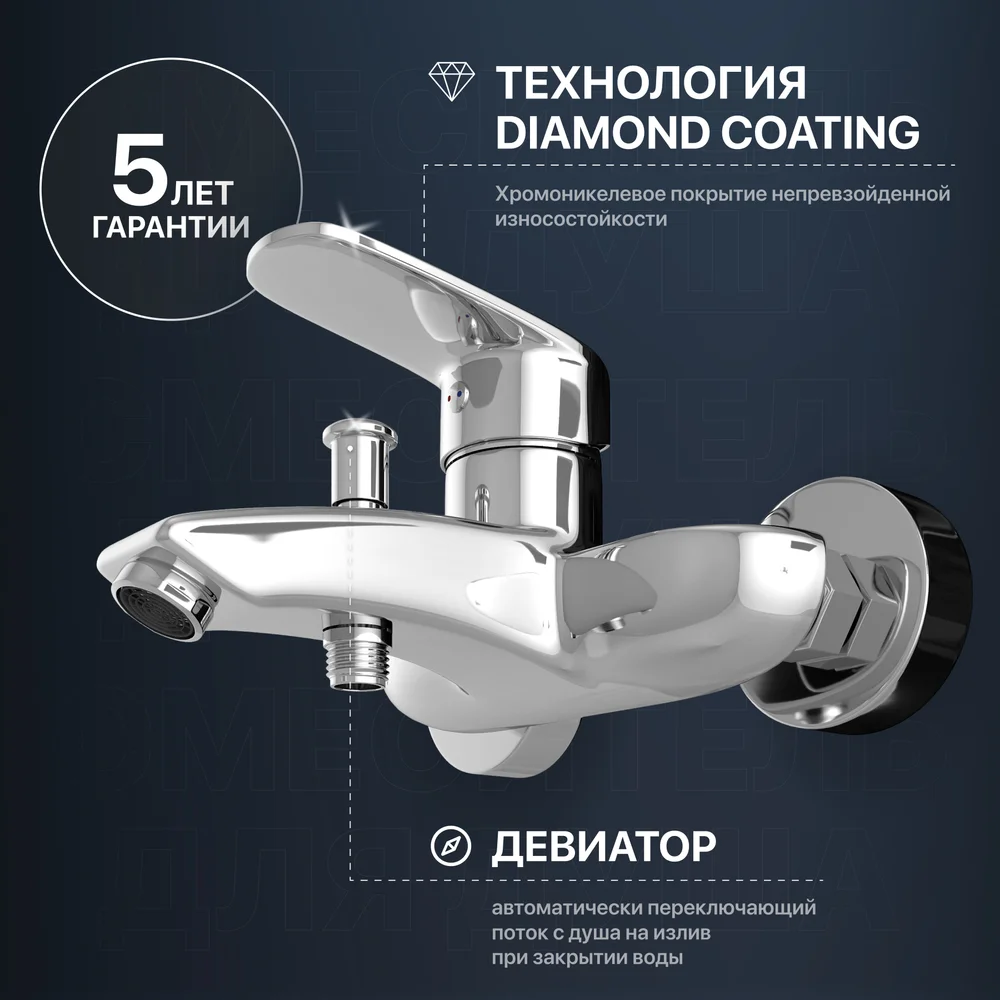 5 ЛЕТ
ГАРАНТИИ
ТЕХНОЛОГИЯ
DIAMOND COATING
Хромоникелевое покрытие непревзойденной
износостойкости
ДЕВИАТОР
автоматически переключающий
поток с душа на излив
при закрытии воды